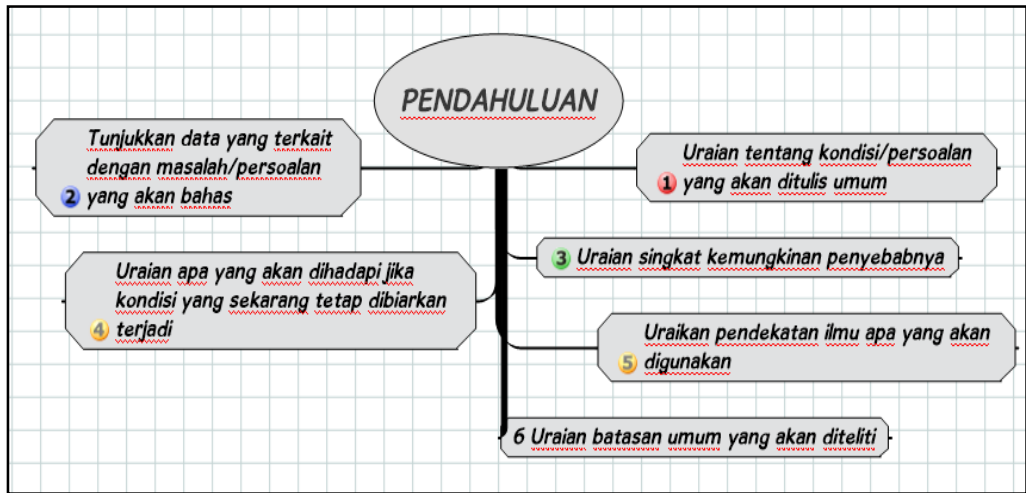 PENDAHULUAN
Uraian tentang kondisi/persoalan
1 yang akan ditulis umum
Tunjukkan data yang terkait
dengan masalah/persoalan
2 yang akan bahas
3 Uraian singkat kemungkinan penyebabnya
Uraian apa yang akan dihadapi jika
kondisi yang sekarang tetap dibiarkan
4 terjadi
Uraikan pendekatan ilmu apa yang akan
5 digunakan
6 Uraian batasan umum yang akan diteliti